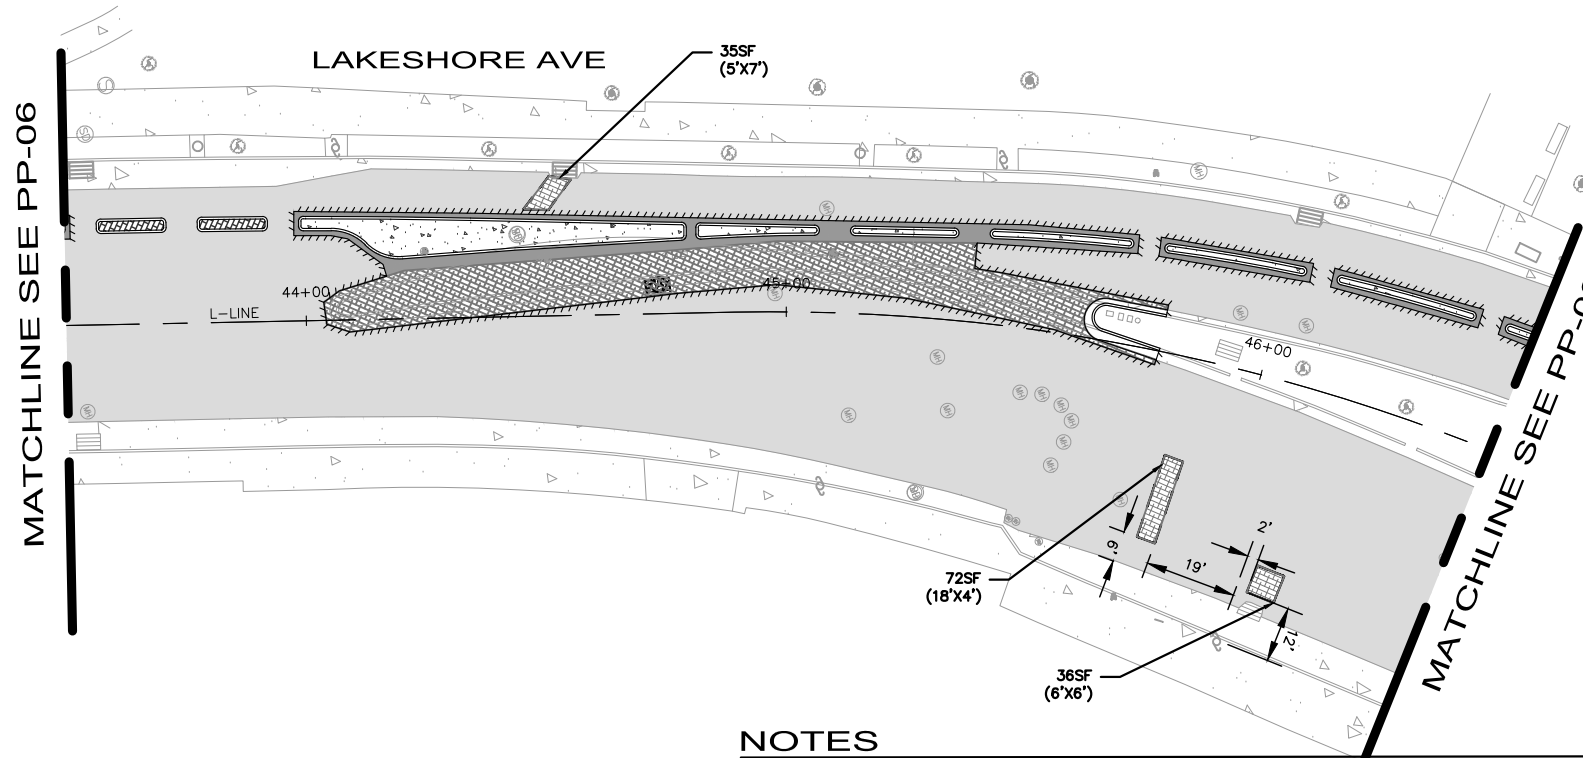 LAKESHORE AVE
35SF
(5'X7')
MATCHLINE SEE PP-06
44+00
45+00
L-LINE
46+00
72SF
(18'X4')
6'
19'
2'
12'
36SF
(6'X6')
NOTES
MATCHLINE SEE PP-0